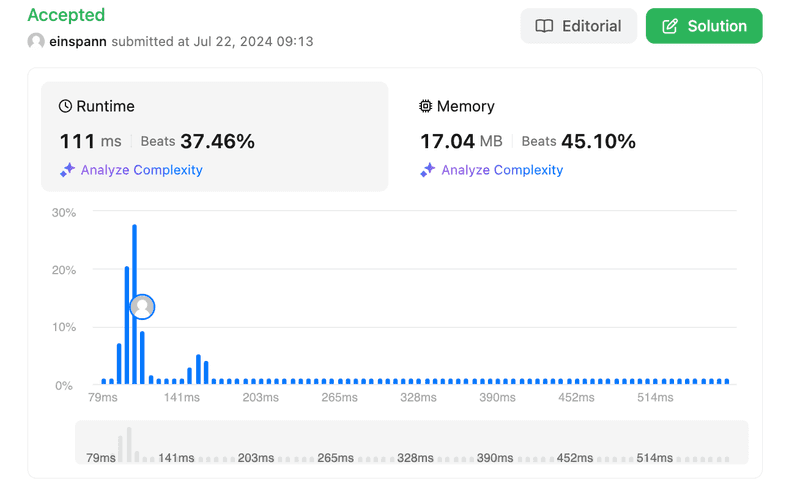 Accepted
einspann submitted at Jul 22, 2024 09:13
Editorial
Solution
Runtime
111 ms Beats 37.46%
Analyze Complexity
Memory
17.04 MB Beats 45.10%
Analyze Complexity
30%
20%
10%
0%
79ms 141ms 203ms 265ms 328ms 390ms 452ms 514ms
79ms 141ms 203ms 265ms 328ms 390ms 452ms 514ms